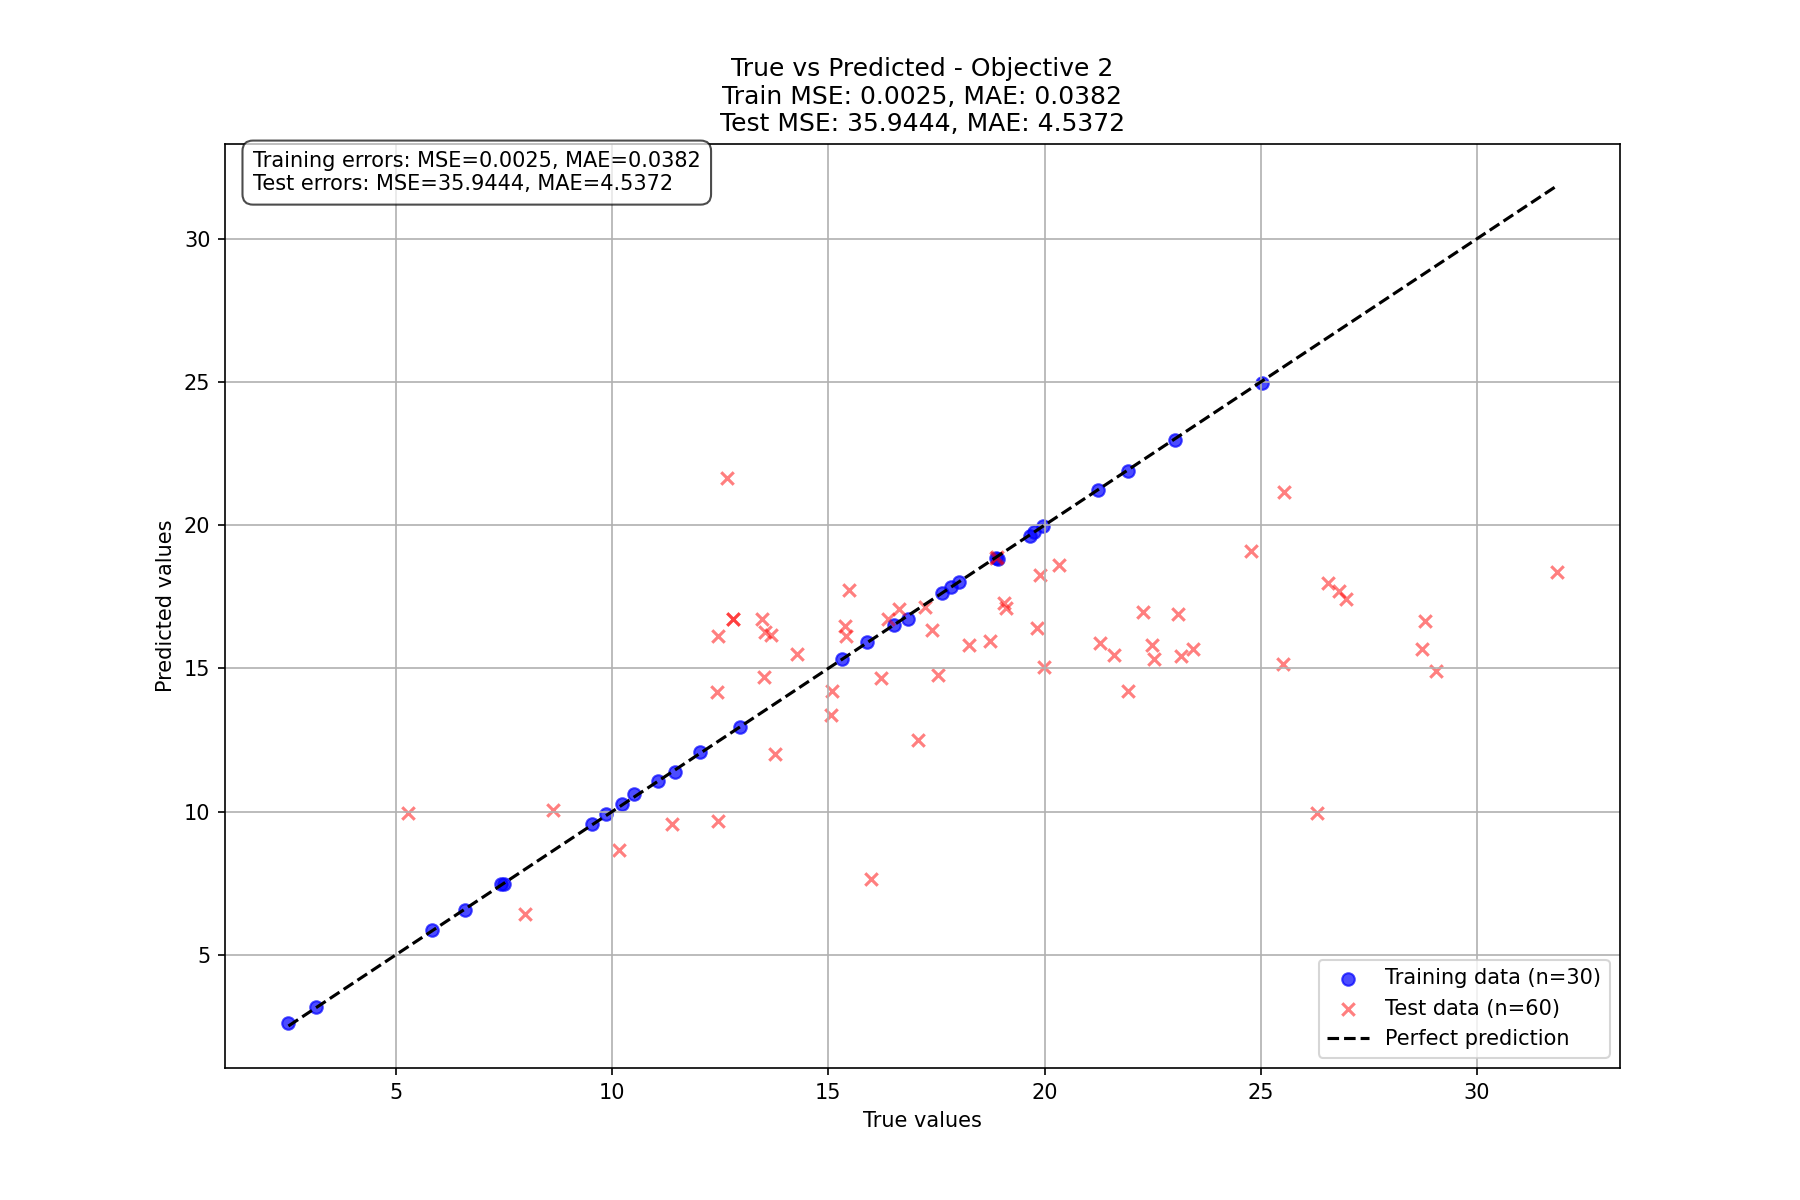 True vs Predicted - Objective 2
Train MSE: 0.0025, MAE: 0.0382
Test MSE: 35.9444, MAE: 4.5372
Training errors: MSE=0.0025, MAE=0.0382
Test errors: MSE=35.9444, MAE=4.5372
Predicted values
30
25
20
15
10
5
Training data (n=30)
Test data (n=60)
Perfect prediction
5 10 15 20 25 30
True values